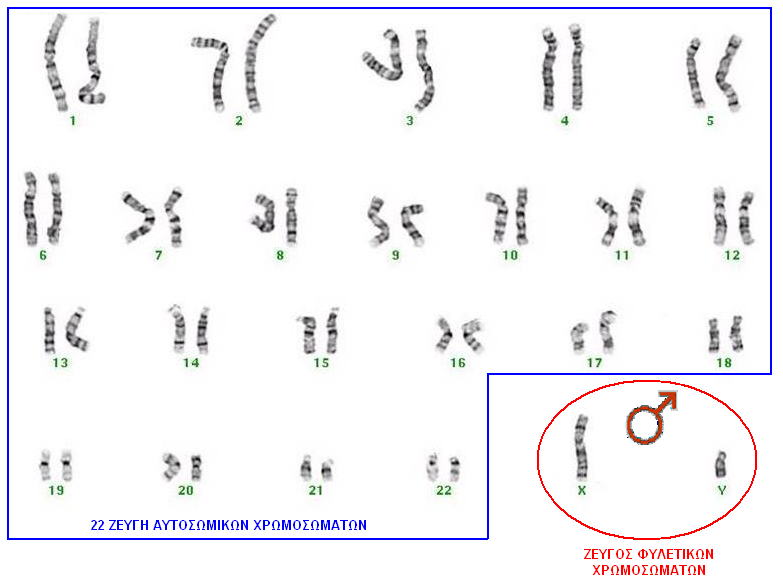 1 2 3 4 5
6 7 8 9 10 11 12
13 14 15 16 17 18
19 20 21 22 X Y
22 ΖΕΥΓΗ ΑΥΤΟΣΩΜΙΚΩΝ ΧΡΩΜΟΣΩΜΑΤΩΝ
ΖΕΥΓΟΣ ΦΥΛΕΤΙΚΩΝ
ΧΡΩΜΟΣΩΜΑΤΩΝ